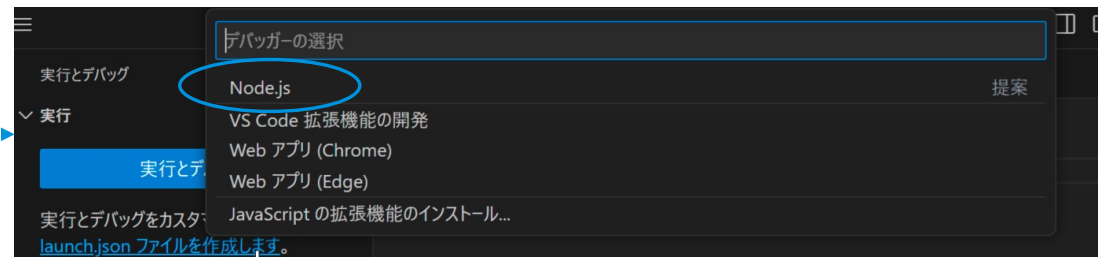 デバッガーの選択
実行とデバッグ
Node.js 提案
実行
VS Code 拡張機能の開発
Web アプリ (Chrome)
実行とデ
Web アプリ (Edge)
実行とデバッグをカスタ
JavaScript の拡張機能のインストール...
launch.json ファイルを作成します。